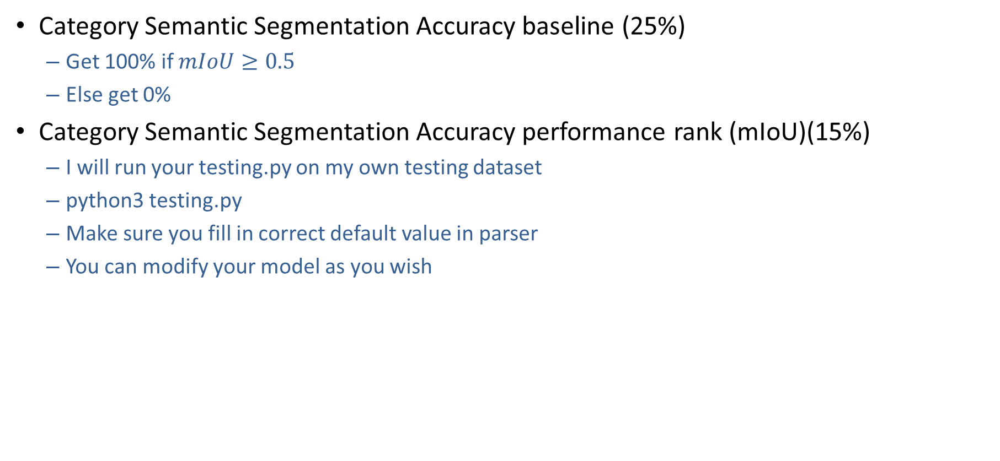 • Category Semantic Segmentation Accuracy baseline (25%)
– Get 100% if mIoU ≥ 0.5
– Else get 0%
• Category Semantic Segmentation Accuracy performance rank (mIoU)(15%)
– I will run your testing.py on my own testing dataset
– python3 testing.py
– Make sure you fill in correct default value in parser
– You can modify your model as you wish